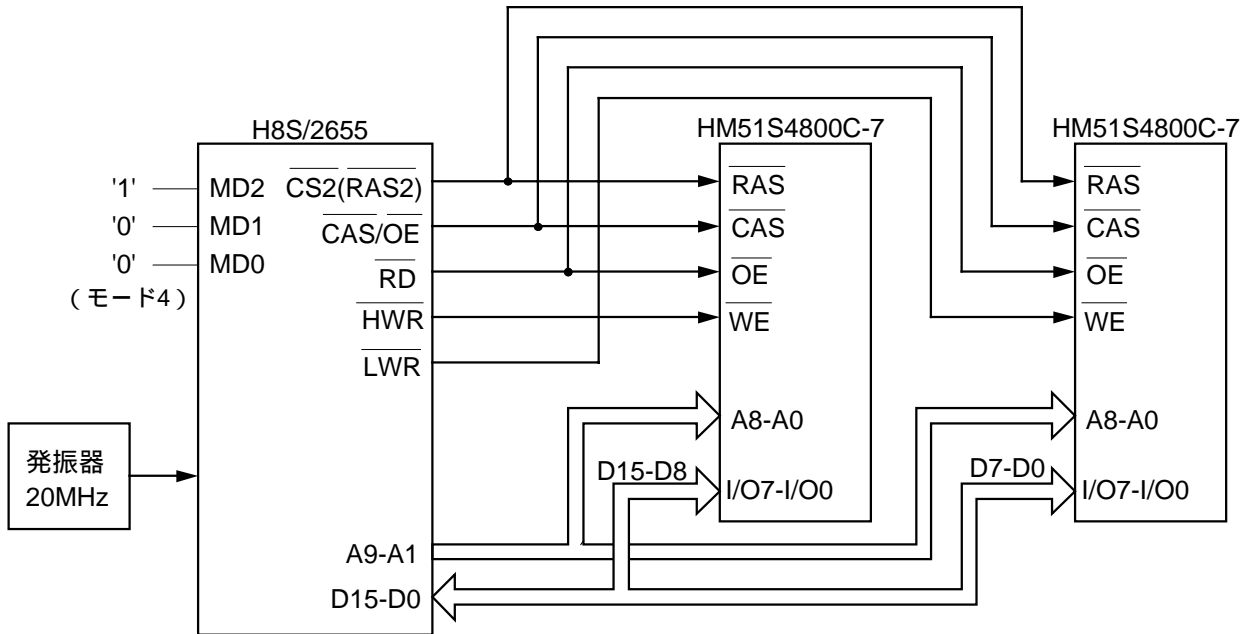 H8S/2655
HM51S4800C-7
HM51S4800C-7
'1'
MD2
CS2(RAS2)
RAS
RAS
'0'
MD1
CAS/OE
CAS
CAS
'0'
MD0
RD
OE
OE
(モード4)
HWR
WE
WE
LWR
A8-A0
A8-A0
発振器
20MHz
D15-D8
I/O7-I/O0
D7-D0
I/O7-I/O0
A9-A1
D15-D0